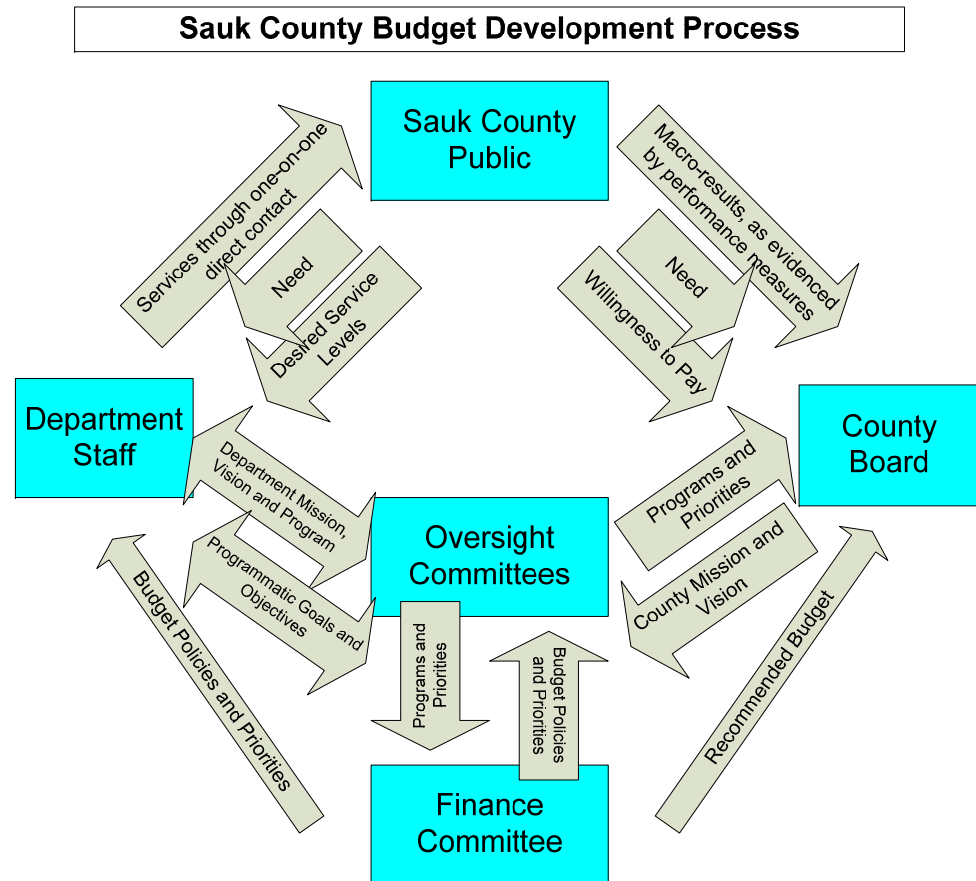 Sauk County Budget Development Process
Sauk County
Public
Services through one-on-one
direct contact
Need
Desired Service
Levels
Macro-results, as evidenced
by performance measures
Need
Willingness to Pay
Department
Staff
County
Board
Department Mission,
Vision and Program
Programmatic Goals and
Objectives
Oversight
Committees
Programs and
Priorities
County Mission and
Vision
Budget Policies and Priorities
Programs and
Priorities
Budget Policies
and Priorities
Recommended Budget
Finance
Committee